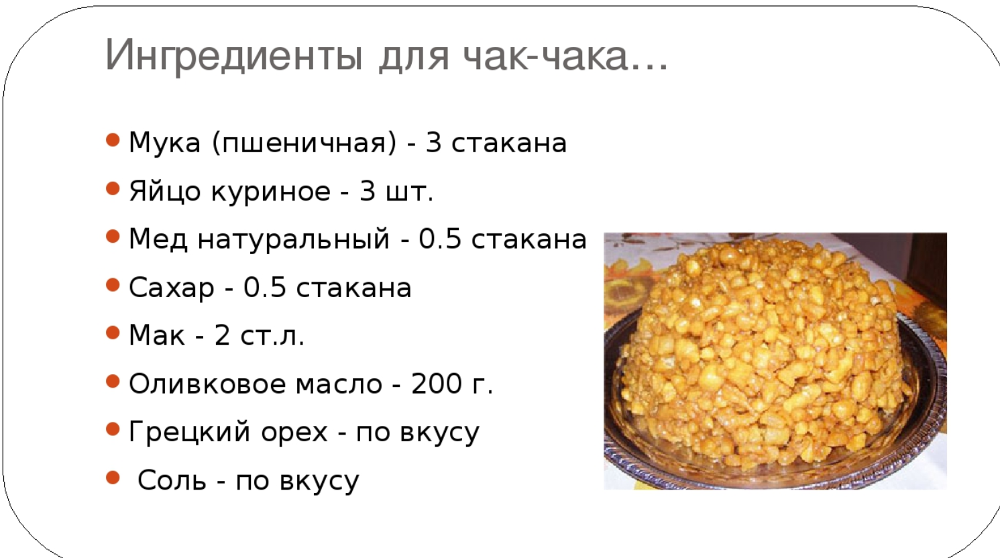 Ингредиенты для чак-чака...
Мука (пшеничная) - 3 стакана
Яйцо куриное - 3 шт.
Мед натуральный - 0.5 стакана
Сахар - 0.5 стакана
Мак - 2 ст.л.
Оливковое масло - 200 г.
Грецкий орех - по вкусу
Соль - по вкусу